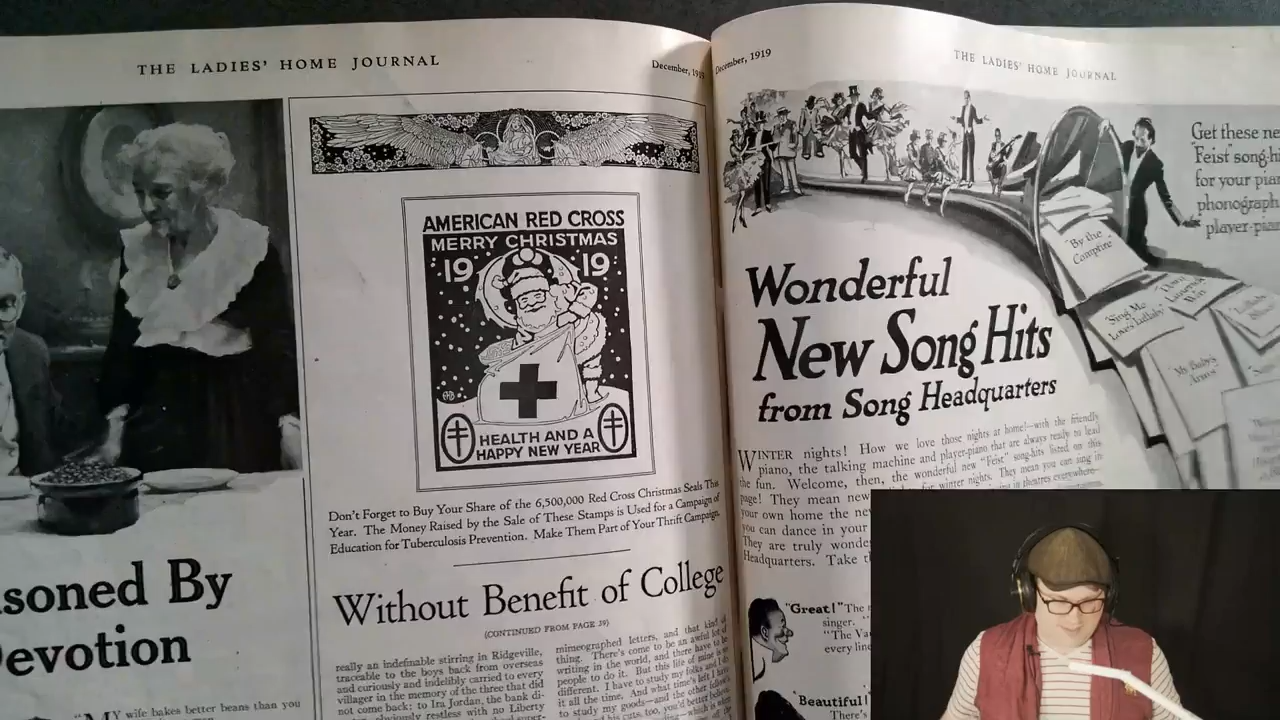 THE LADIES' HOME JOURNAL
December, 1919
soned By
evotion
"MY wife bakes better beans than you
AMERICAN RED CROSS
MERRY CHRISTMAS
19 19
HEALTH AND A
HAPPY NEW YEAR
Don't Forget to Buy Your Share of the 6,500,000 Red Cross Christmas Seals This
Year. The Money Raised by the Sale of These Stamps is Used for a Campaign of
Education for Tuberculosis Prevention. Make Them Part of Your Thrift Campaign.
Without Benefit of College
(CONTINUED FROM PAGE 39)
really an indefinable stirring in Ridgeville,
traceable to the boys back from overseas
and curiously and indelibly carried to every
villager in the memory of the three that did
not come back: to Ira Jordan, the bank di-
obviously restless with no Liberty
mimeographed letters, and that kind of
thing. There's come to be an awful lot of
writing in the world, and there have to be
people to do it. But this life of mine is
different. I have to study my folks and I do
it all the time. And what time's left I have
to study my goods—and the other fellow's
his cuts, too, you'd better believe
December, 1919
THE LADIES' HOME JOURNAL
Get these ne
"Feist" song-hi
for your pian
phonograph
player-pian
"By the Campfire"
"Sing Me Love's Lullaby"
"My Baby's Arms"
Wonderful
New Song Hits
from Song Headquarters
WINTER nights! How we love those nights at home!—with the friendly
piano, the talking machine and player-piano that are always ready to lead
the fun. Welcome, then, the wonderful new "Feist" song-hits listed on this
page! They mean new for winter nights. They mean you can sing in
your own home the new in theatres everywhere—
you can dance in your
They are truly wonde
Headquarters. Take t
"Great!" The
singer.
"The Va
every line
"Beautiful!
There's